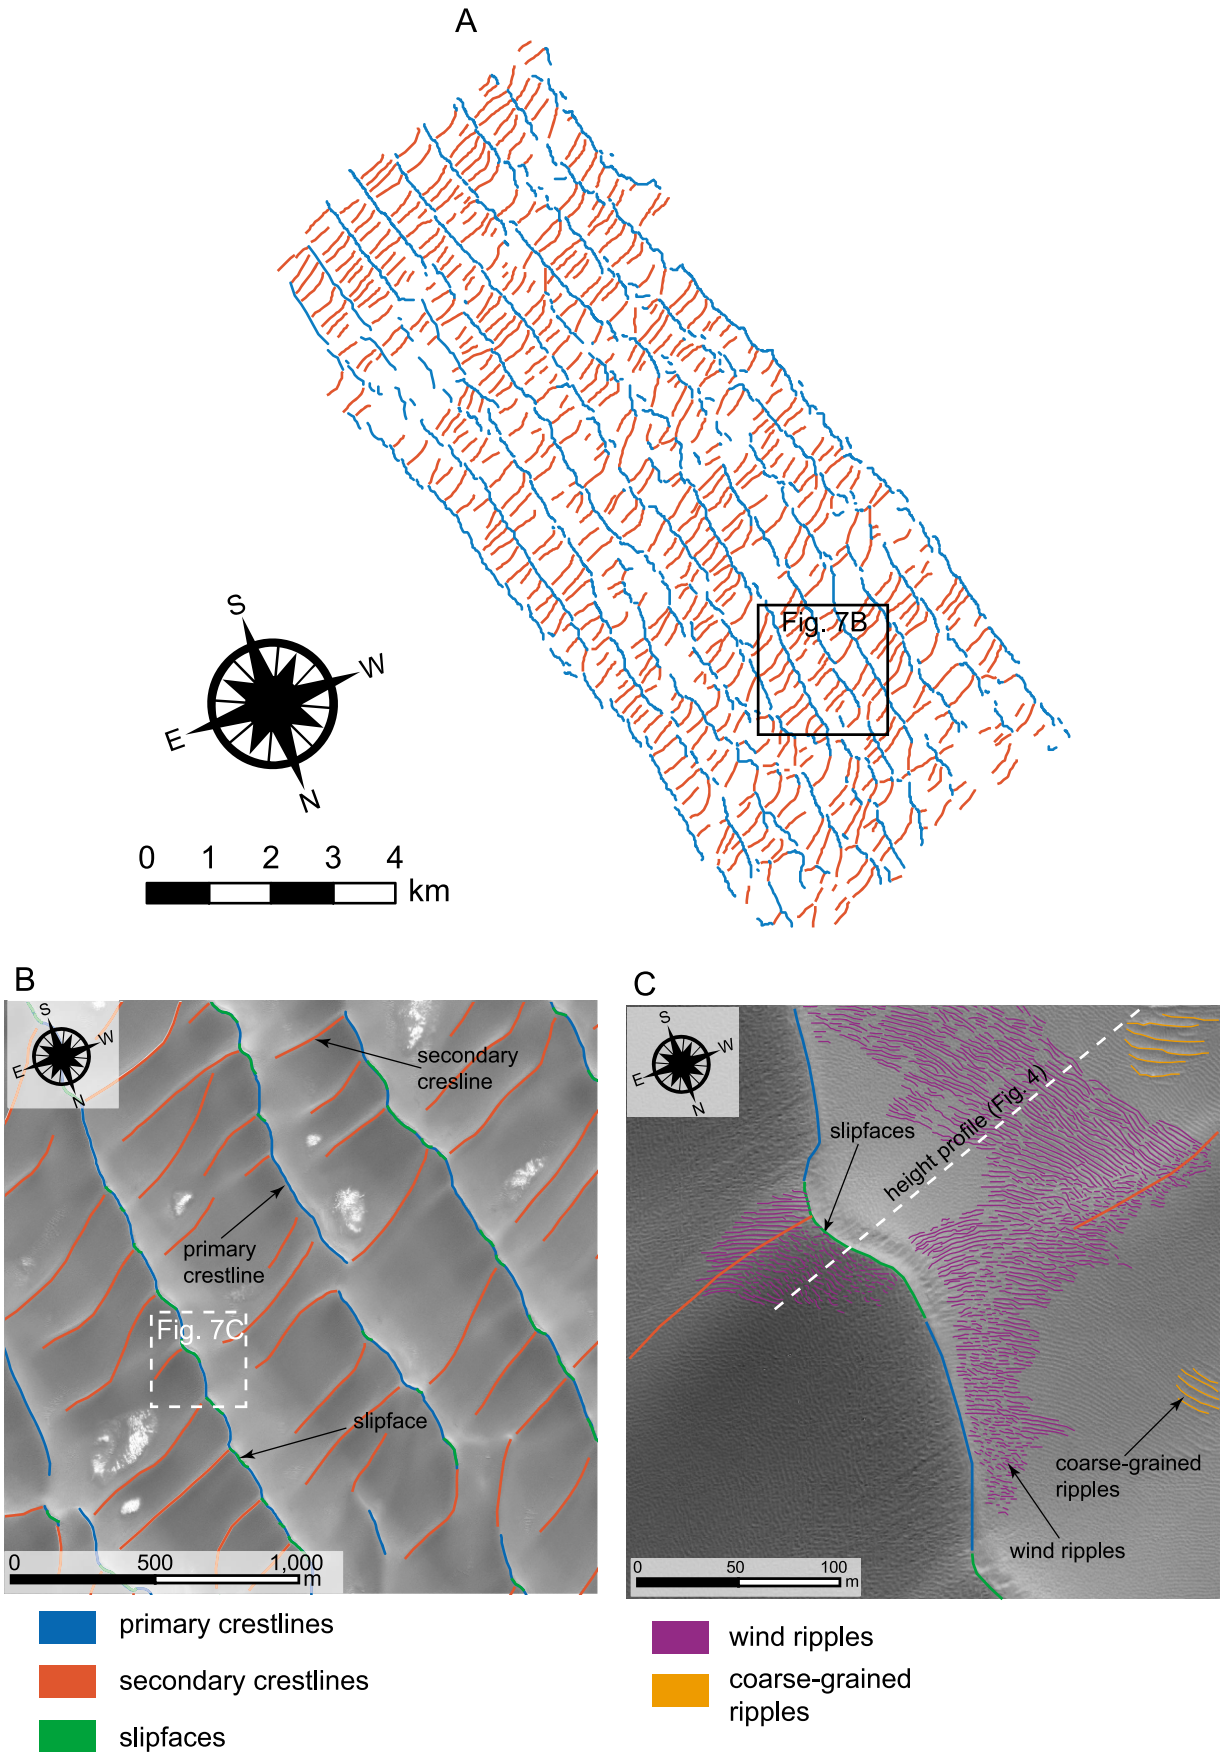 A
Fig. 7B
S
W
E
N
0 1 2 3 4
km
B
S
W
E
N
secondary
cresline
primary
crestline
Fig. 7C
slipface
0 500 1,000
m
primary crestlines
secondary crestlines
slipfaces
C
S
W
E
N
slipfaces
height profile (Fig. 4)
coarse-grained
ripples
wind ripples
0 50 100
m
wind ripples
coarse-grained
ripples